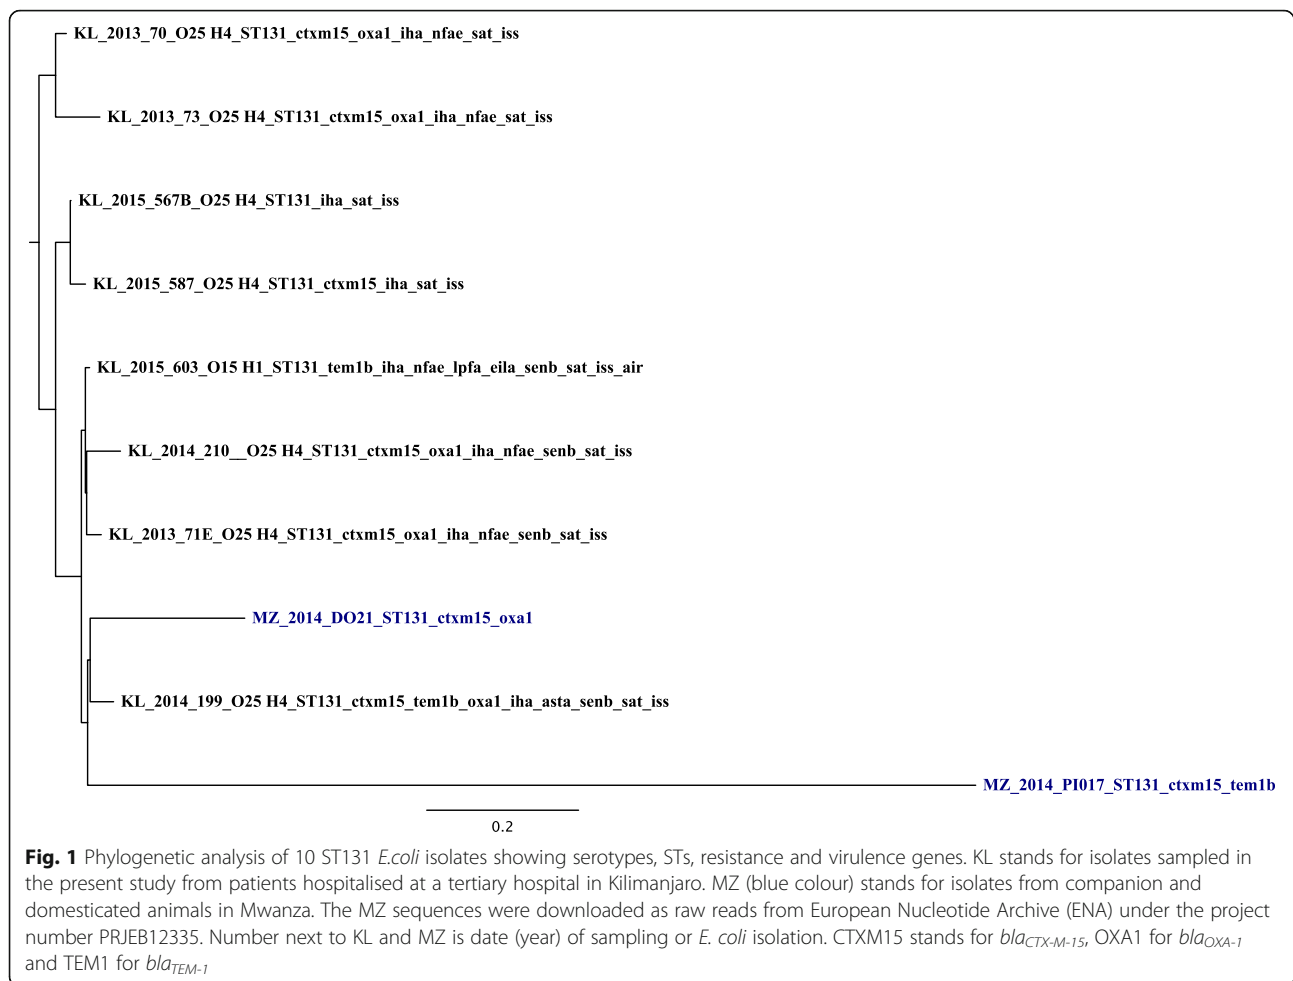 KL_2013_70_O25 H4_ST131_ctxm15_oxa1_iha_nfae_sat_iss
KL_2013_73_O25 H4_ST131_ctxm15_oxa1_iha_nfae_sat_iss
KL_2015_567B_O25 H4_ST131_iha_sat_iss
KL_2015_587_O25 H4_ST131_ctxm15_iha_sat_iss
KL_2015_603_O15 H1_ST131_tem1b_iha_nfae_lpfa_eila_senb_sat_iss_air
KL_2014_210__O25 H4_ST131_ctxm15_oxa1_iha_nfae_senb_sat_iss
KL_2013_71E_O25 H4_ST131_ctxm15_oxa1_iha_nfae_senb_sat_iss
MZ_2014_DO21_ST131_ctxm15_oxa1
KL_2014_199_O25 H4_ST131_ctxm15_tem1b_oxa1_iha_asta_senb_sat_iss
MZ_2014_PI017_ST131_ctxm15_tem1b
0.2
Fig. 1 Phylogenetic analysis of 10 ST131 E.coli isolates showing serotypes, STs, resistance and virulence genes. KL stands for isolates sampled in
the present study from patients hospitalised at a tertiary hospital in Kilimanjaro. MZ (blue colour) stands for isolates from companion and
domesticated animals in Mwanza. The MZ sequences were downloaded as raw reads from European Nucleotide Archive (ENA) under the project
number PRJEB12335. Number next to KL and MZ is date (year) of sampling or E. coli isolation. CTXM15 stands for blaCTX-M-15, OXA1 for blaOXA-1
and TEM1 for blaTEM-1